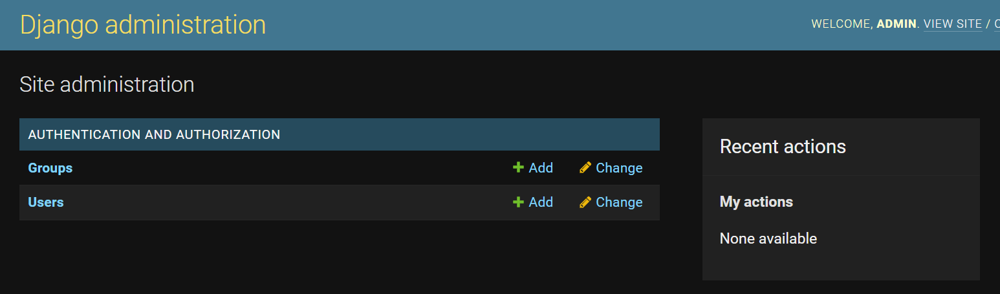 Django administration
WELCOME, ADMIN. VIEW SITE /
Site administration
AUTHENTICATION AND AUTHORIZATION
Groups Add Change
Users Add Change
Recent actions
My actions
None available